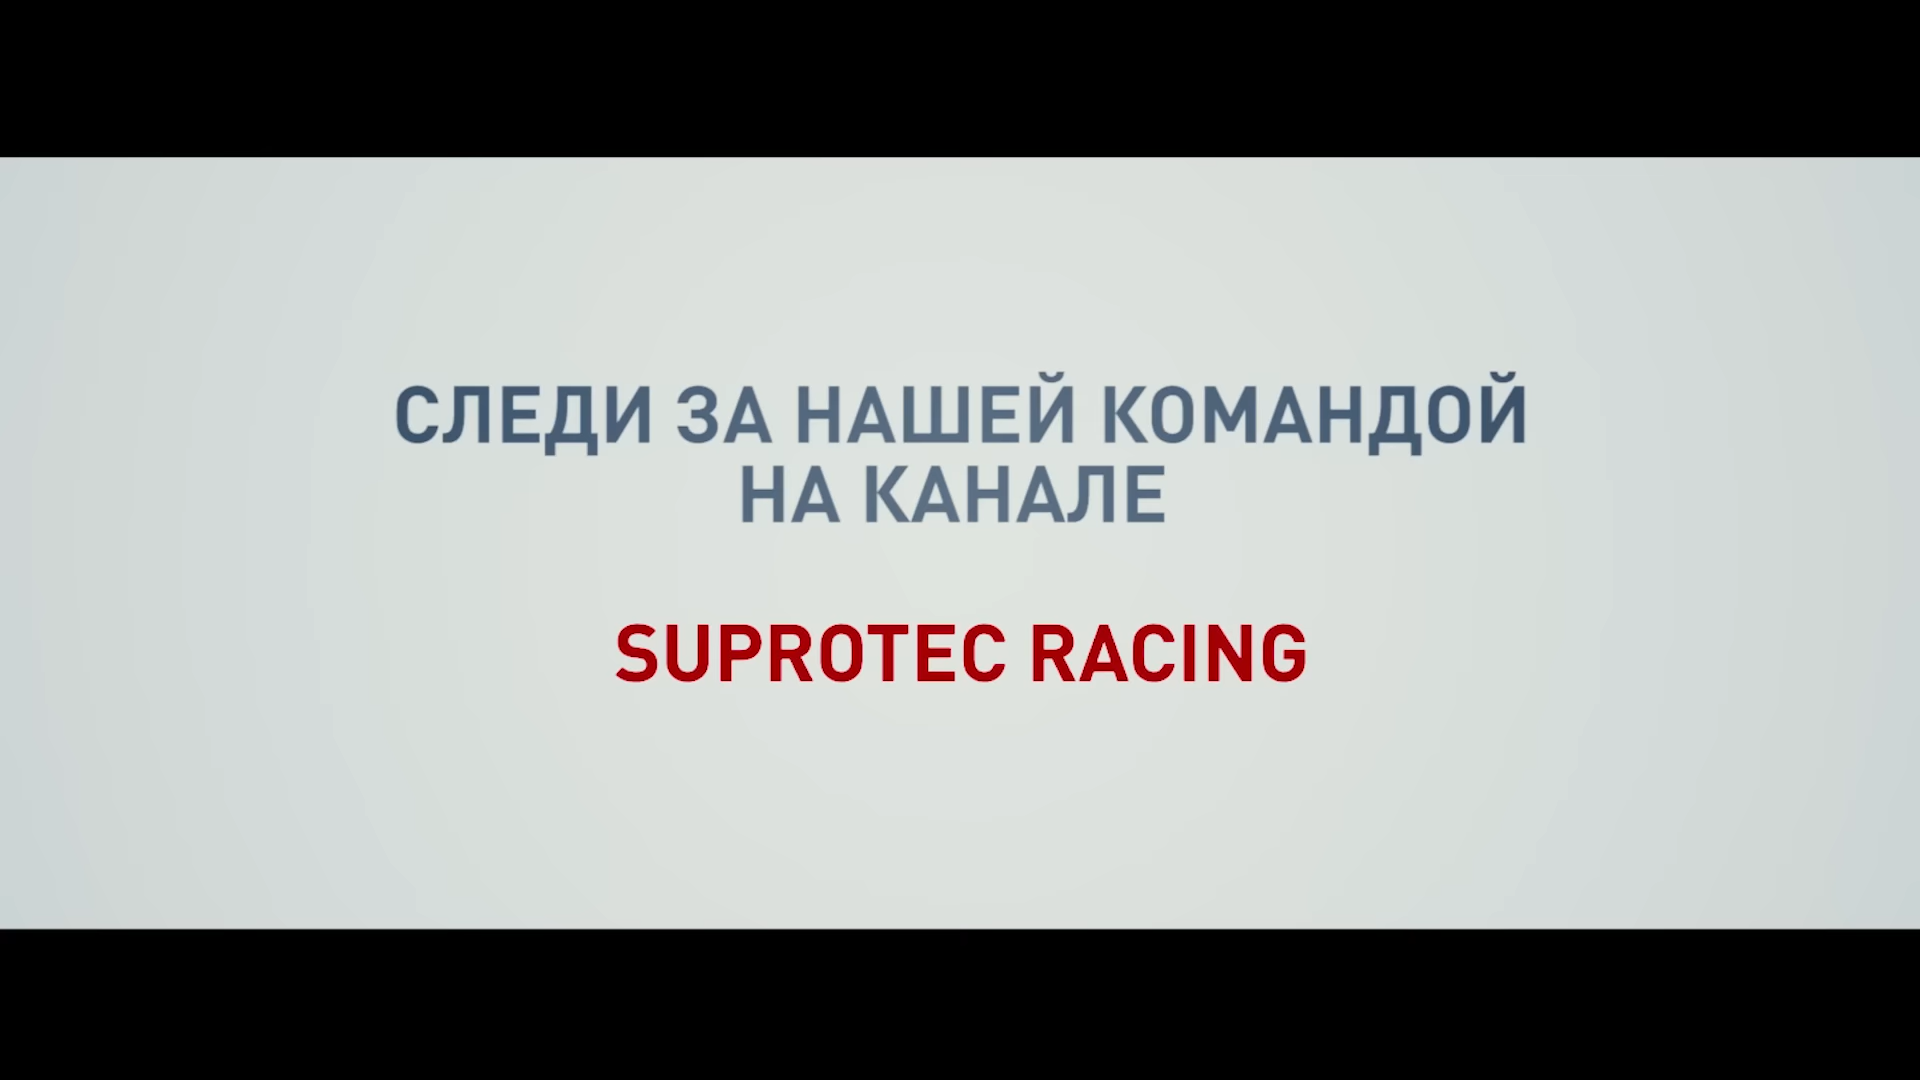 СЛЕДИ ЗА НАШЕЙ КОМАНДОЙ
НА КАНАЛЕ
SUPROTEC RACING